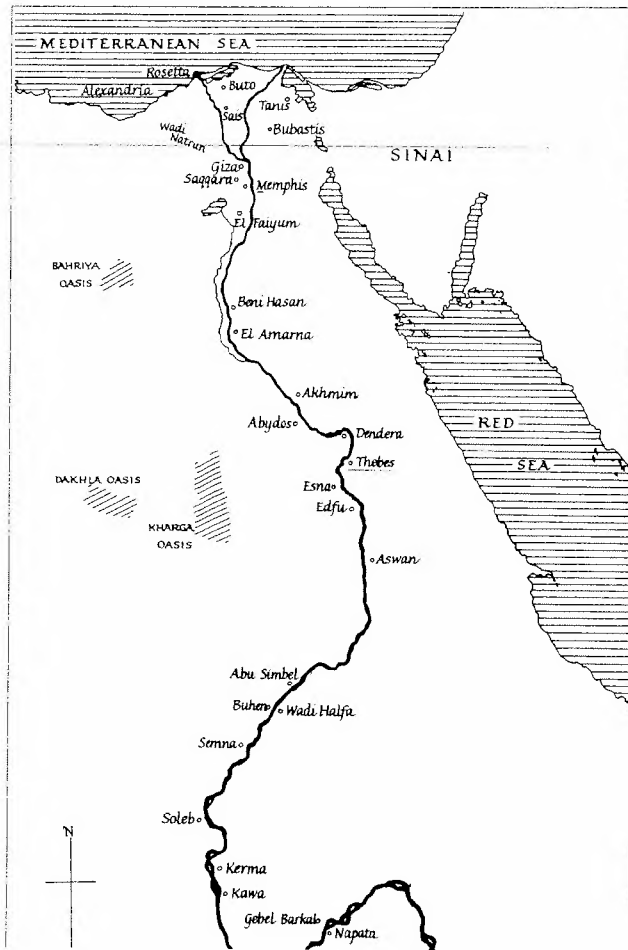 MEDITERRANEAN SEA
Rosetta
Alexandria
Buto
Tanis
Sais
Bubastis
Wadi
Natrun
SINAI
Giza
Saqqara
Memphis
El Faiyum
BAHRIYA
OASIS
Beni Hasan
El Amarna
Akhmim
Abydos
RED
Dendera
Thebes
SEA
DAKHLA OASIS
Esna
Edfu
KHARGA
OASIS
Aswan
Abu Simbel
Buhen
Wadi Halfa
Semna
Soleb
N
Kerma
Kawa
Gebel Barkal
Napata